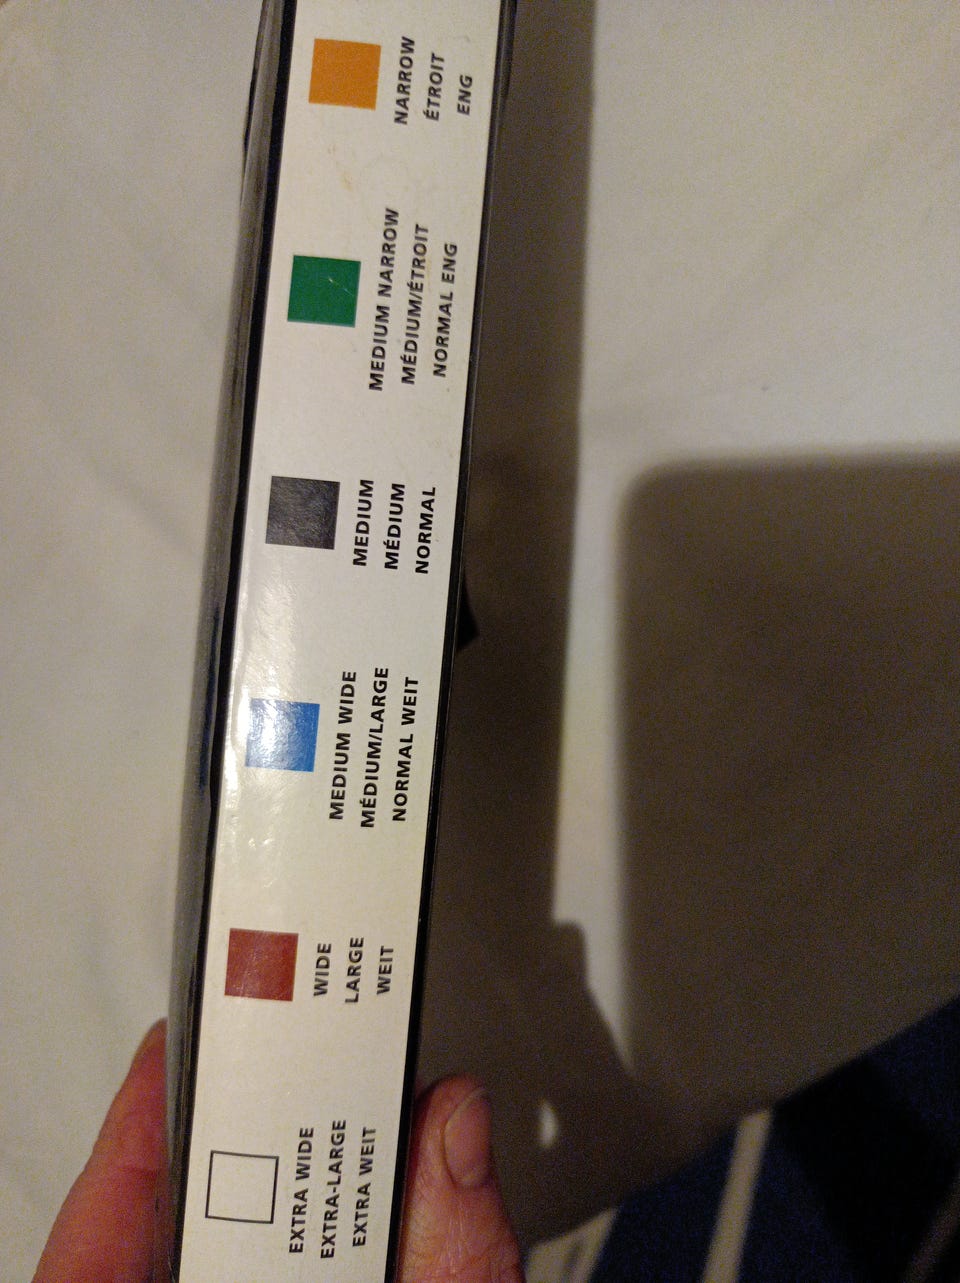 NARROW
ÉTROIT
ENG
MEDIUM NARROW
MÉDIUM/ÉTROIT
NORMAL ENG
MEDIUM
MÉDIUM
NORMAL
MEDIUM WIDE
MÉDIUM/LARGE
NORMAL WEIT
WIDE
LARGE
WEIT
EXTRA WIDE
EXTRA-LARGE
EXTRA WEIT